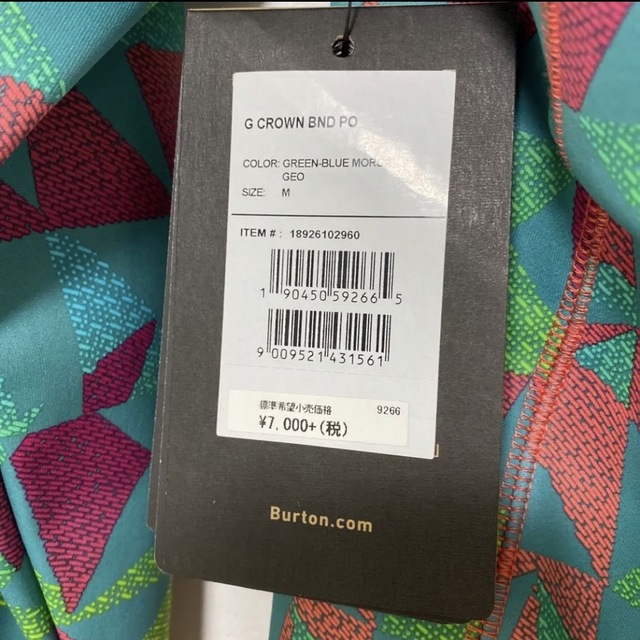 G CROWN BND PO
COLOR: GREEN-BLUE
GEO
SIZE: M
ITEM # : 18926102960
1 90450 59266 5
9 009521 431561
標準希望小売価格 9266
¥7,000+(税)
Burton.com